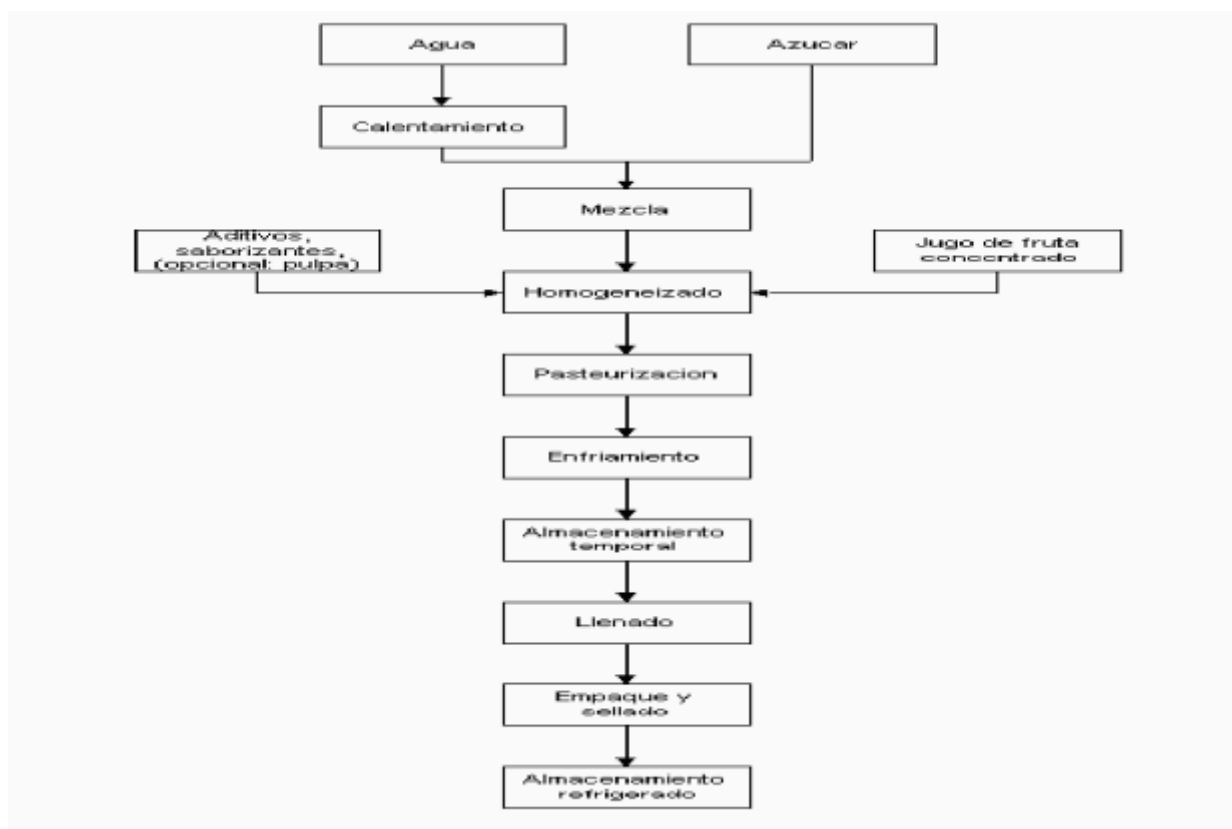 Agua
Azucar
Calentamiento
Mezcla
Aditivos,
saborizantes,
(opcional: pulpa)
Jugo de fruta
concentrado
Homogeneizado
Pasteurizacion
Enfriamiento
Almacenamiento
temporal
Llenado
Empaque y
sellado
Almacenamiento
refrigerado